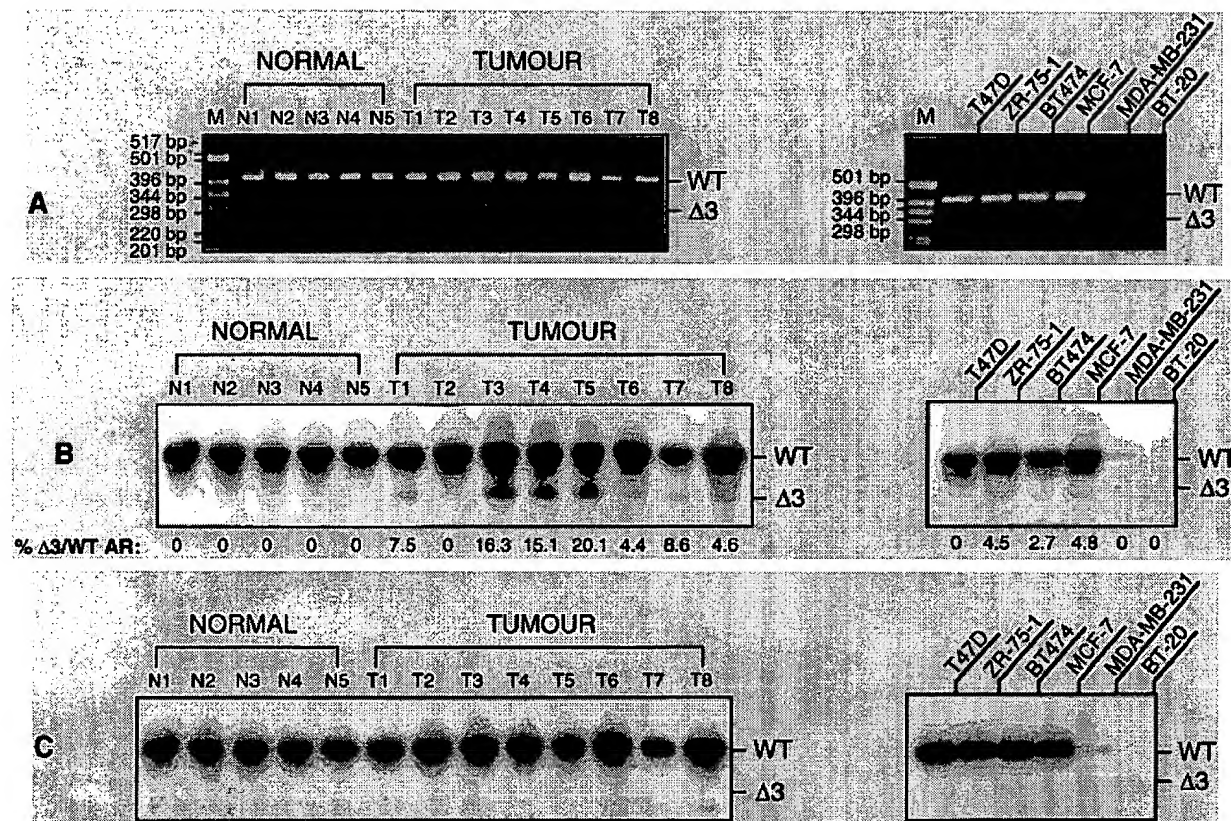 NORMAL TUMOUR
M N1 N2 N3 N4 N5 T1 T2 T3 T4 T5 T6 T7 T8
517 bp
501 bp
396 bp
344 bp
298 bp
220 bp
201 bp
WT
Δ3
A
M T47D ZR-75-1 BT474 MCF-7 MDA-MB-231 BT-20
501 bp
396 bp
344 bp
298 bp
WT
Δ3
NORMAL TUMOUR
N1 N2 N3 N4 N5 T1 T2 T3 T4 T5 T6 T7 T8
B
WT
Δ3
% Δ3/WT AR: 0 0 0 0 0 7.5 0 16.3 15.1 20.1 4.4 8.6 4.6
T47D ZR-75-1 BT474 MCF-7 MDA-MB-231 BT-20
WT
Δ3
0 4.5 2.7 4.8 0 0
NORMAL TUMOUR
N1 N2 N3 N4 N5 T1 T2 T3 T4 T5 T6 T7 T8
C
WT
Δ3
T47D ZR-75-1 BT474 MCF-7 MDA-MB-231 BT-20
WT
Δ3